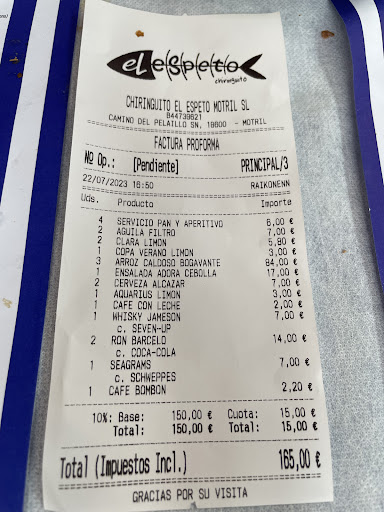 el espeto
chiringuito
CHIRINGUITO EL ESPETO MOTRIL SL
B44739621
CAMINO DEL PELAILLO SN, 18600 - MOTRIL
FACTURA PROFORMA
Nº Op.: [Pendiente] PRINCIPAL/3
22/07/2023 16:50 RAIKONENN
Uds. Producto Importe
4 SERVICIO PAN Y APERITIVO 6,00 €
2 AGUILA FILTRO 7,00 €
2 CLARA LIMON 5,80 €
1 COPA VERANO LIMON 3,00 €
3 ARROZ CALDOSO BOGAVANTE 84,00 €
1 ENSALADA ADORA CEBOLLA 17,00 €
2 CERVEZA ALCAZAR 7,00 €
1 AQUARIUS LIMON 3,00 €
1 CAFE CON LECHE 2,00 €
1 WHISKY JAMESON 7,00 €
c. SEVEN-UP
2 RON BARCELO 14,00 €
c. COCA-COLA
1 SEAGRAMS 7,00 €
c. SCHWEPPES
1 CAFE BOMBON 2,20 €
10%: Base: 150,00 € Cuota: 15,00 €
Total: 150,00 € Total: 15,00 €
Total (Impuestos Incl.) 165,00 €
GRACIAS POR SU VISITA